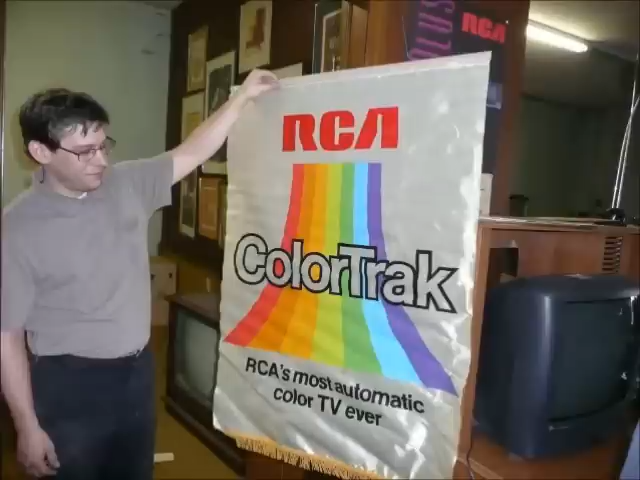 RCA
RCA
ColorTrak
RCA's most automatic
color TV ever